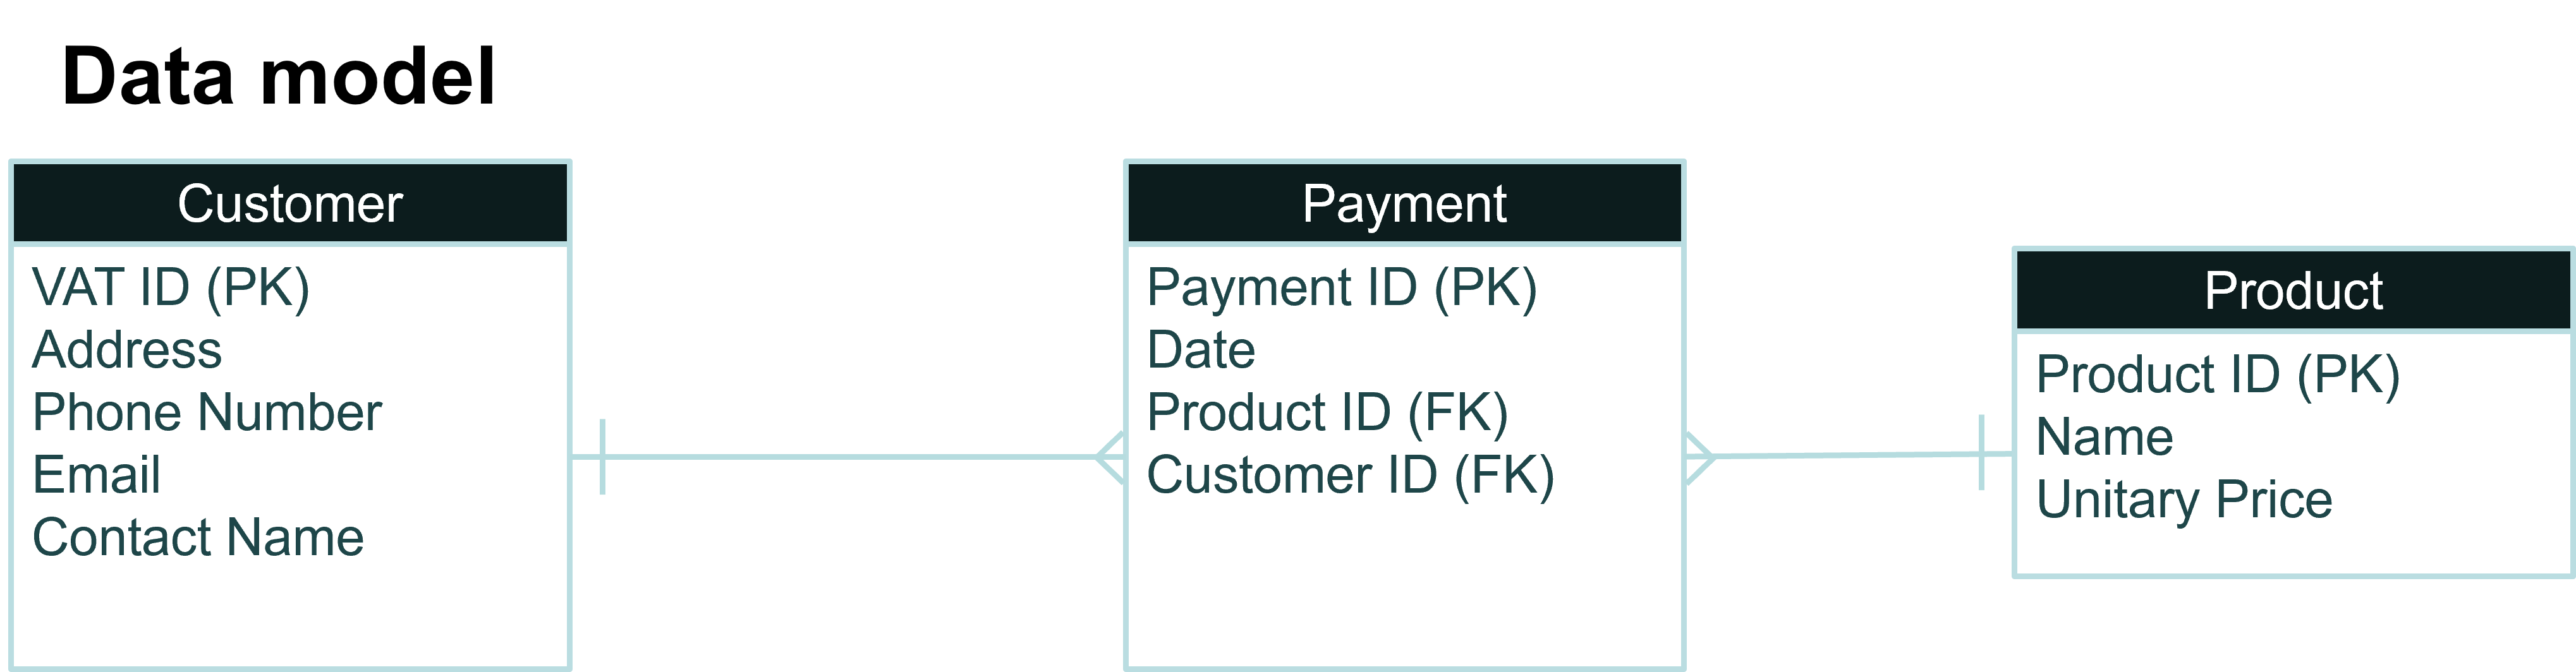 Data model
Customer
VAT ID (PK)
Address
Phone Number
Email
Contact Name
Payment
Payment ID (PK)
Date
Product ID (FK)
Customer ID (FK)
Product
Product ID (PK)
Name
Unitary Price